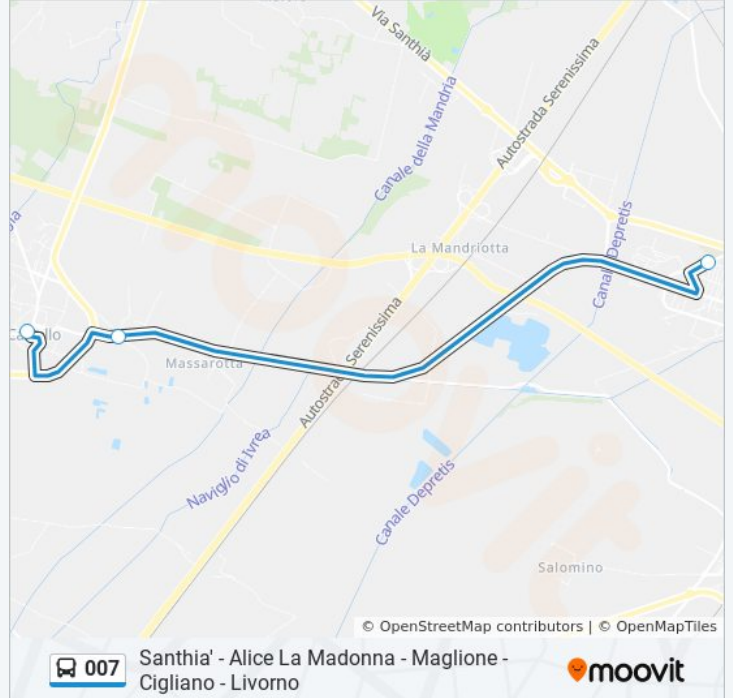 Via Santhià
Autostrada Serenissima
Canale della Mandria
Canale Depretis
La Mandriotta
Massarotta
Autostrada Serenissima
Naviglio di Ivrea
Canale Depretis
Salomino
© OpenStreetMap contributors | © OpenMapTiles
007
Santhia' - Alice La Madonna - Maglione -
Cigliano - Livorno
moovit